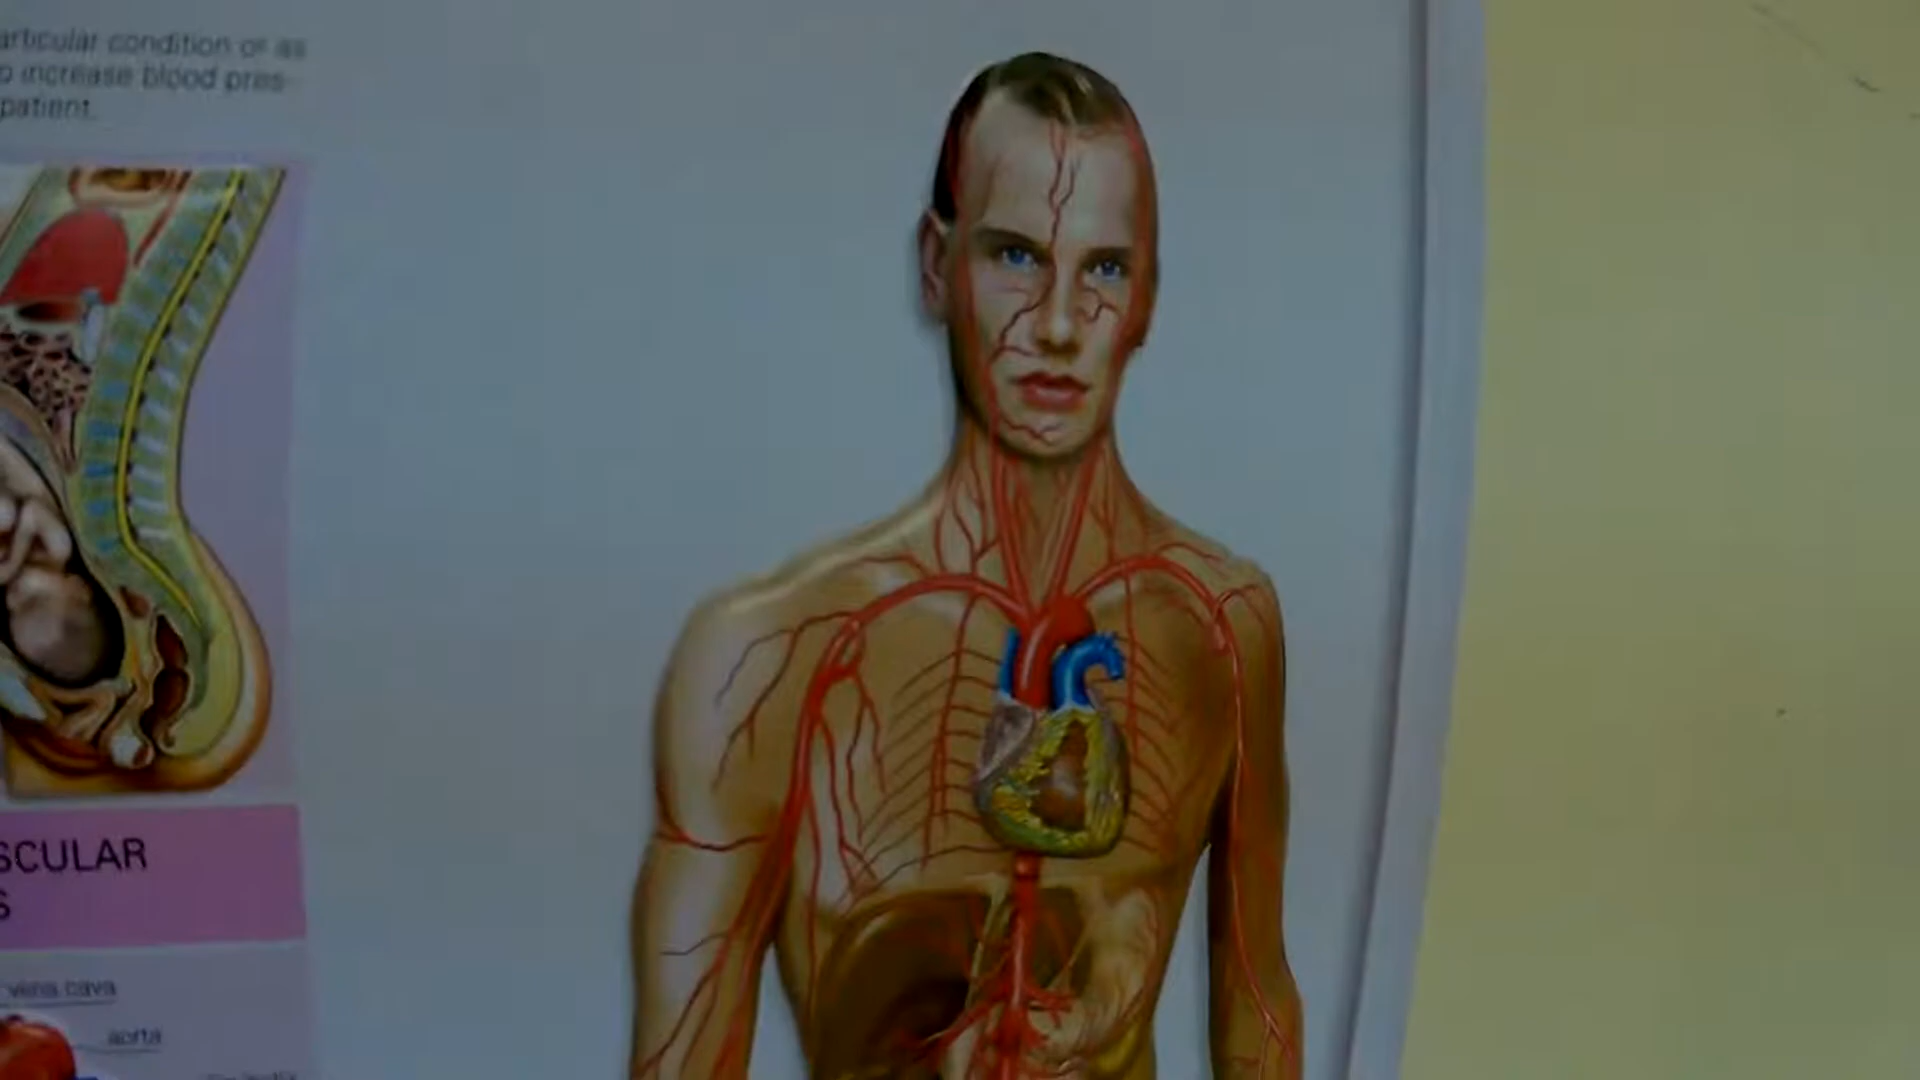 articular condition or as
o increase blood pres-
patient.
SCULAR
S
vena cava
aorta